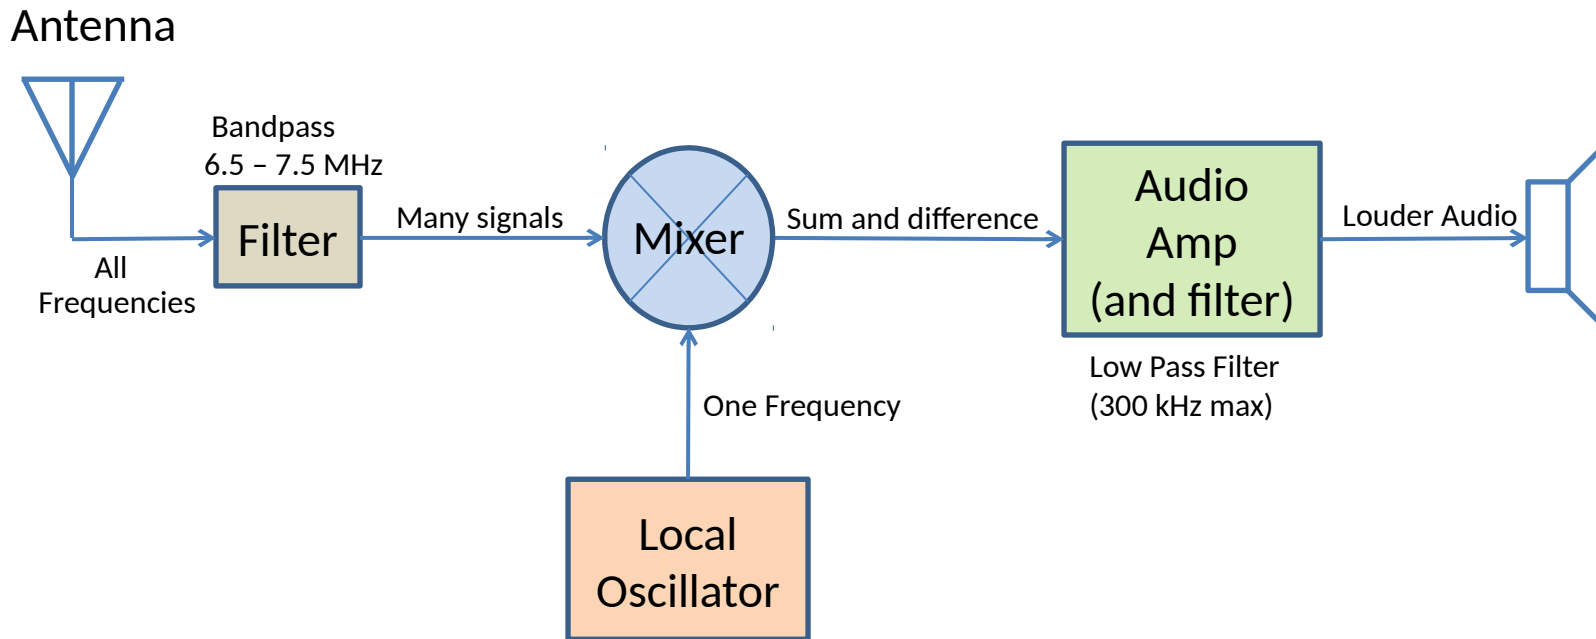 Antenna
Bandpass
6.5 – 7.5 MHz
Filter
All
Frequencies
Many signals
Mixer
Sum and difference
Audio
Amp
(and filter)
Louder Audio
Low Pass Filter
(300 kHz max)
One Frequency
Local
Oscillator